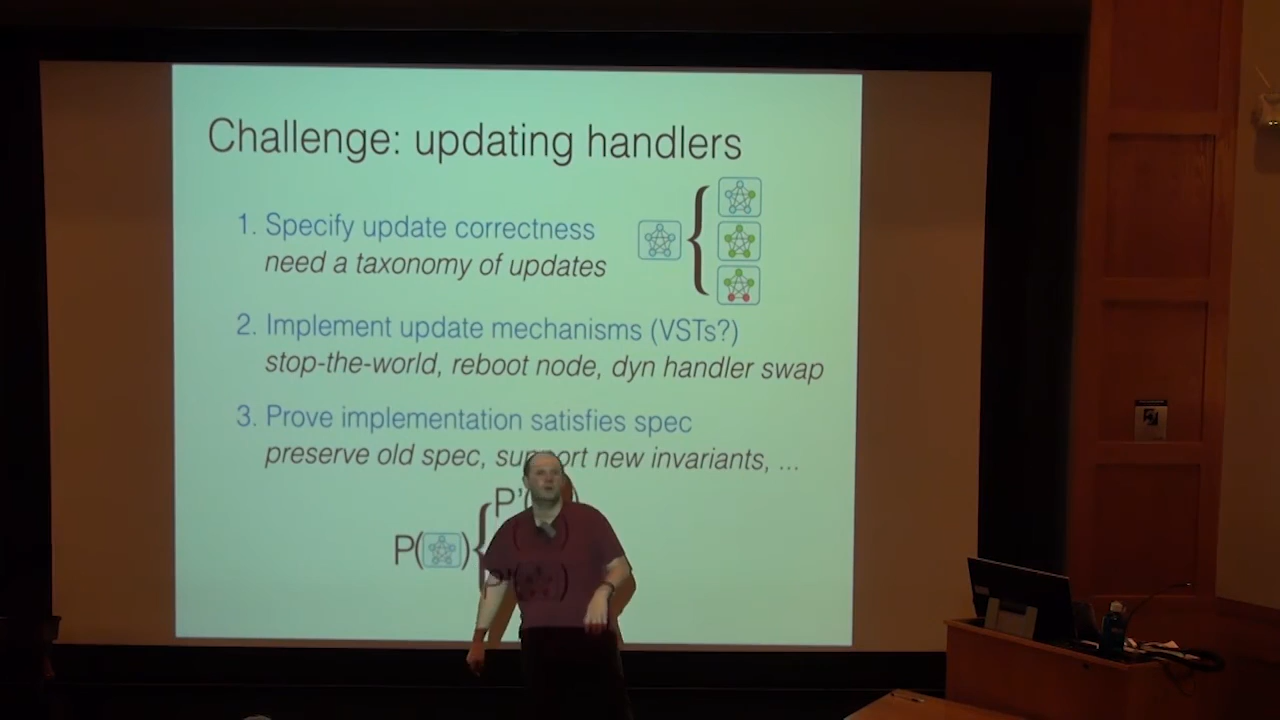 Challenge: updating handlers
1. Specify update correctness
need a taxonomy of updates
2. Implement update mechanisms (VSTs?)
stop-the-world, reboot node, dyn handler swap
3. Prove implementation satisfies spec
preserve old spec, support new invariants, ...
P'( )
P( )